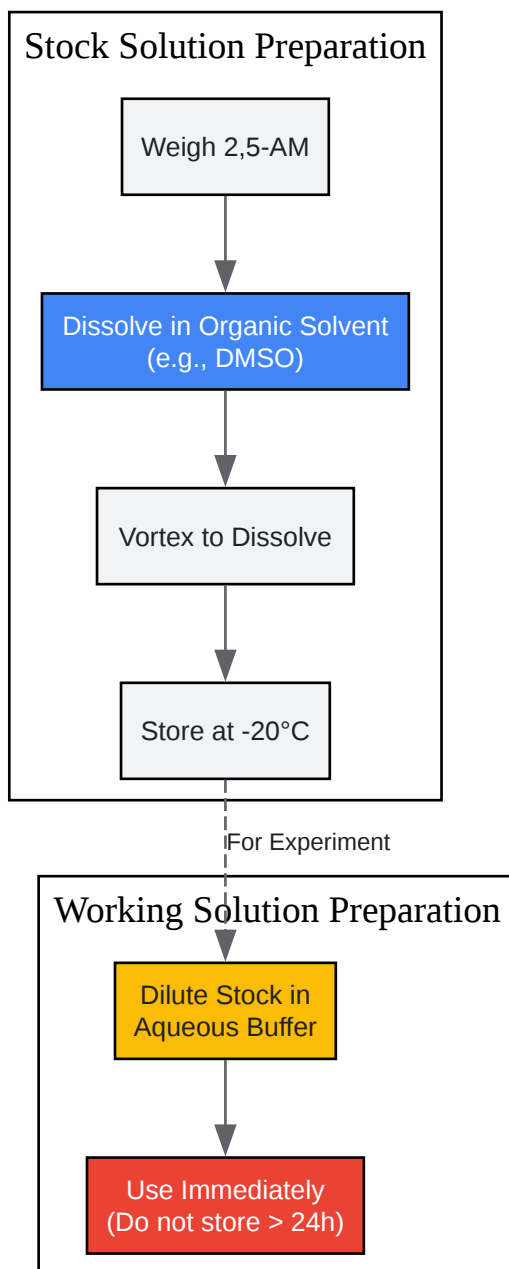 Stock Solution Preparation
Weigh 2,5-AM
Dissolve in Organic Solvent
(e.g., DMSO)
Vortex to Dissolve
Store at -20°C
For Experiment
Working Solution Preparation
Dilute Stock in
Aqueous Buffer
Use Immediately
(Do not store > 24h)